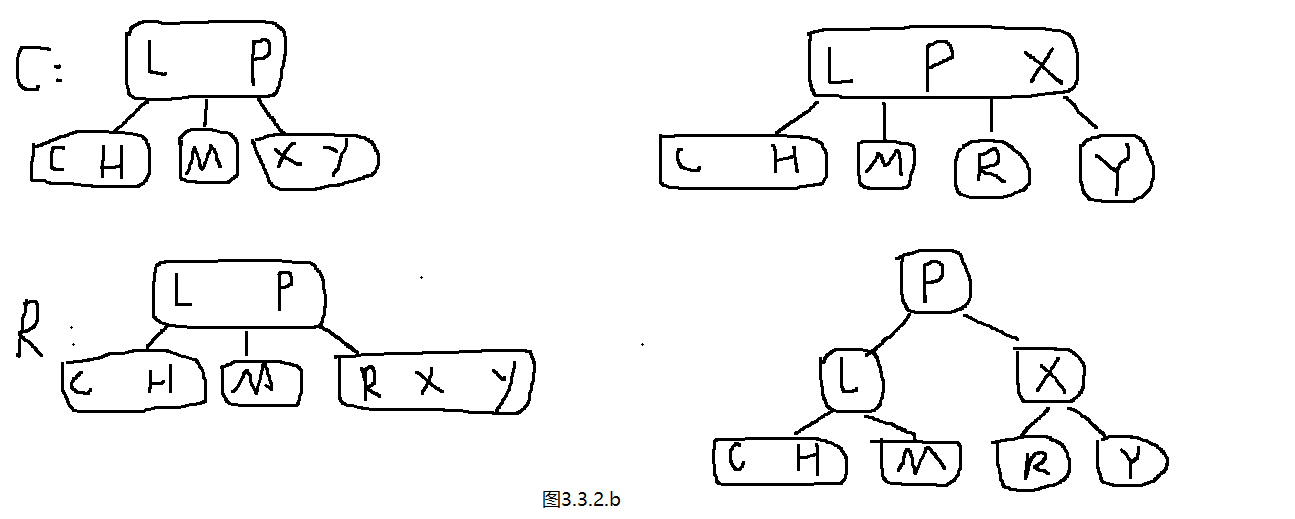 C: L P L P X
C H M X Y C H M R Y
P
R : L P
L X
C H M R X Y
C H M R Y
图3.3.2.b